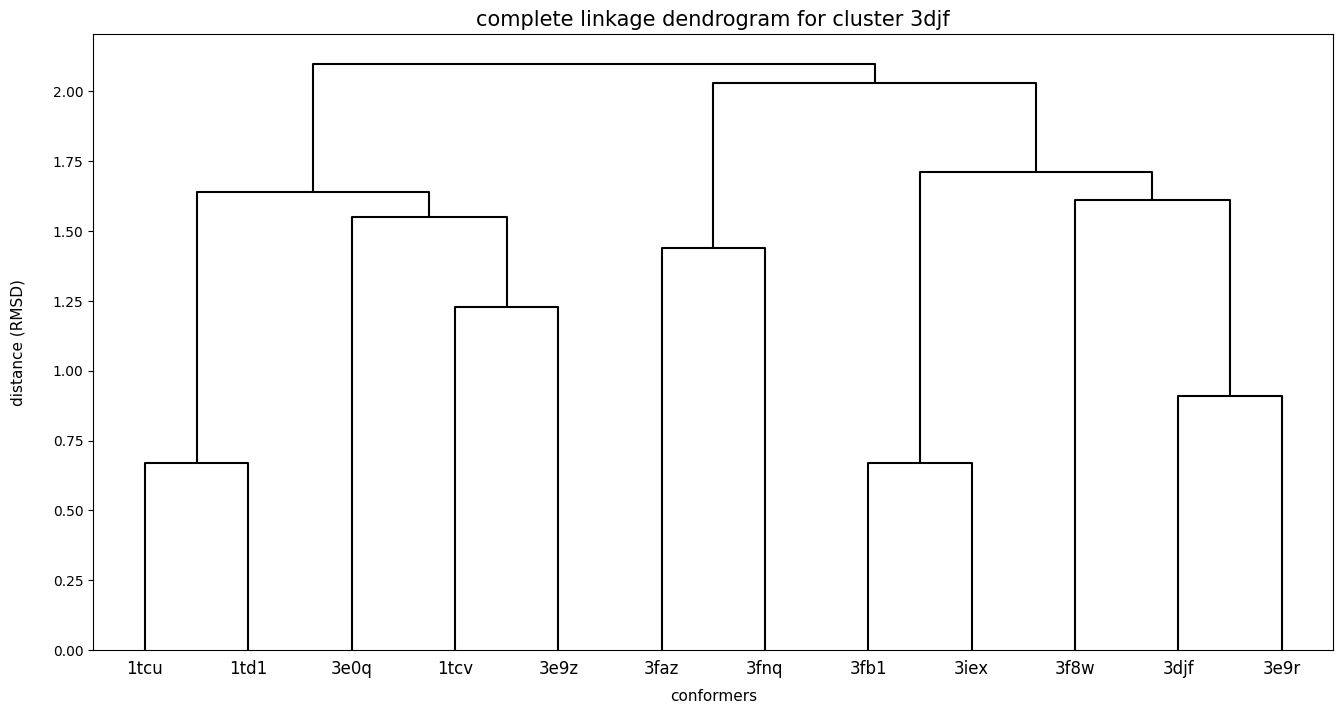 complete linkage dendrogram for cluster 3djf
distance (RMSD)
2.00
1.75
1.50
1.25
1.00
0.75
0.50
0.25
0.00
1tcu 1td1 3e0q 1tcv 3e9z 3faz 3fnq 3fb1 3iex 3f8w 3djf 3e9r
conformers